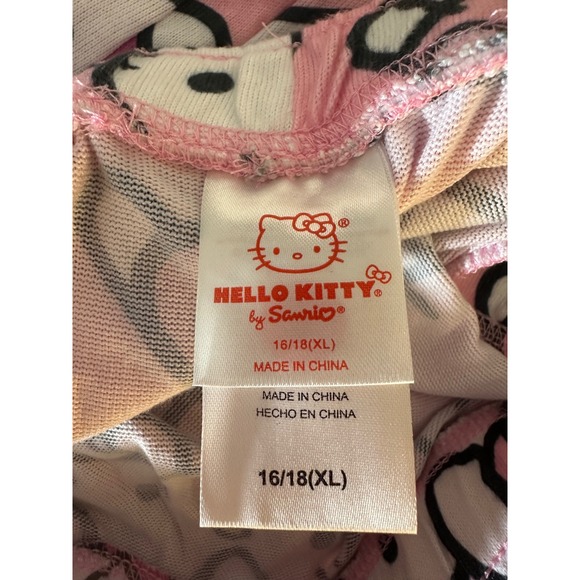 ®
HELLO KITTY®
by Sanrio®
16/18(XL)
MADE IN CHINA
MADE IN CHINA
HECHO EN CHINA
16/18(XL)